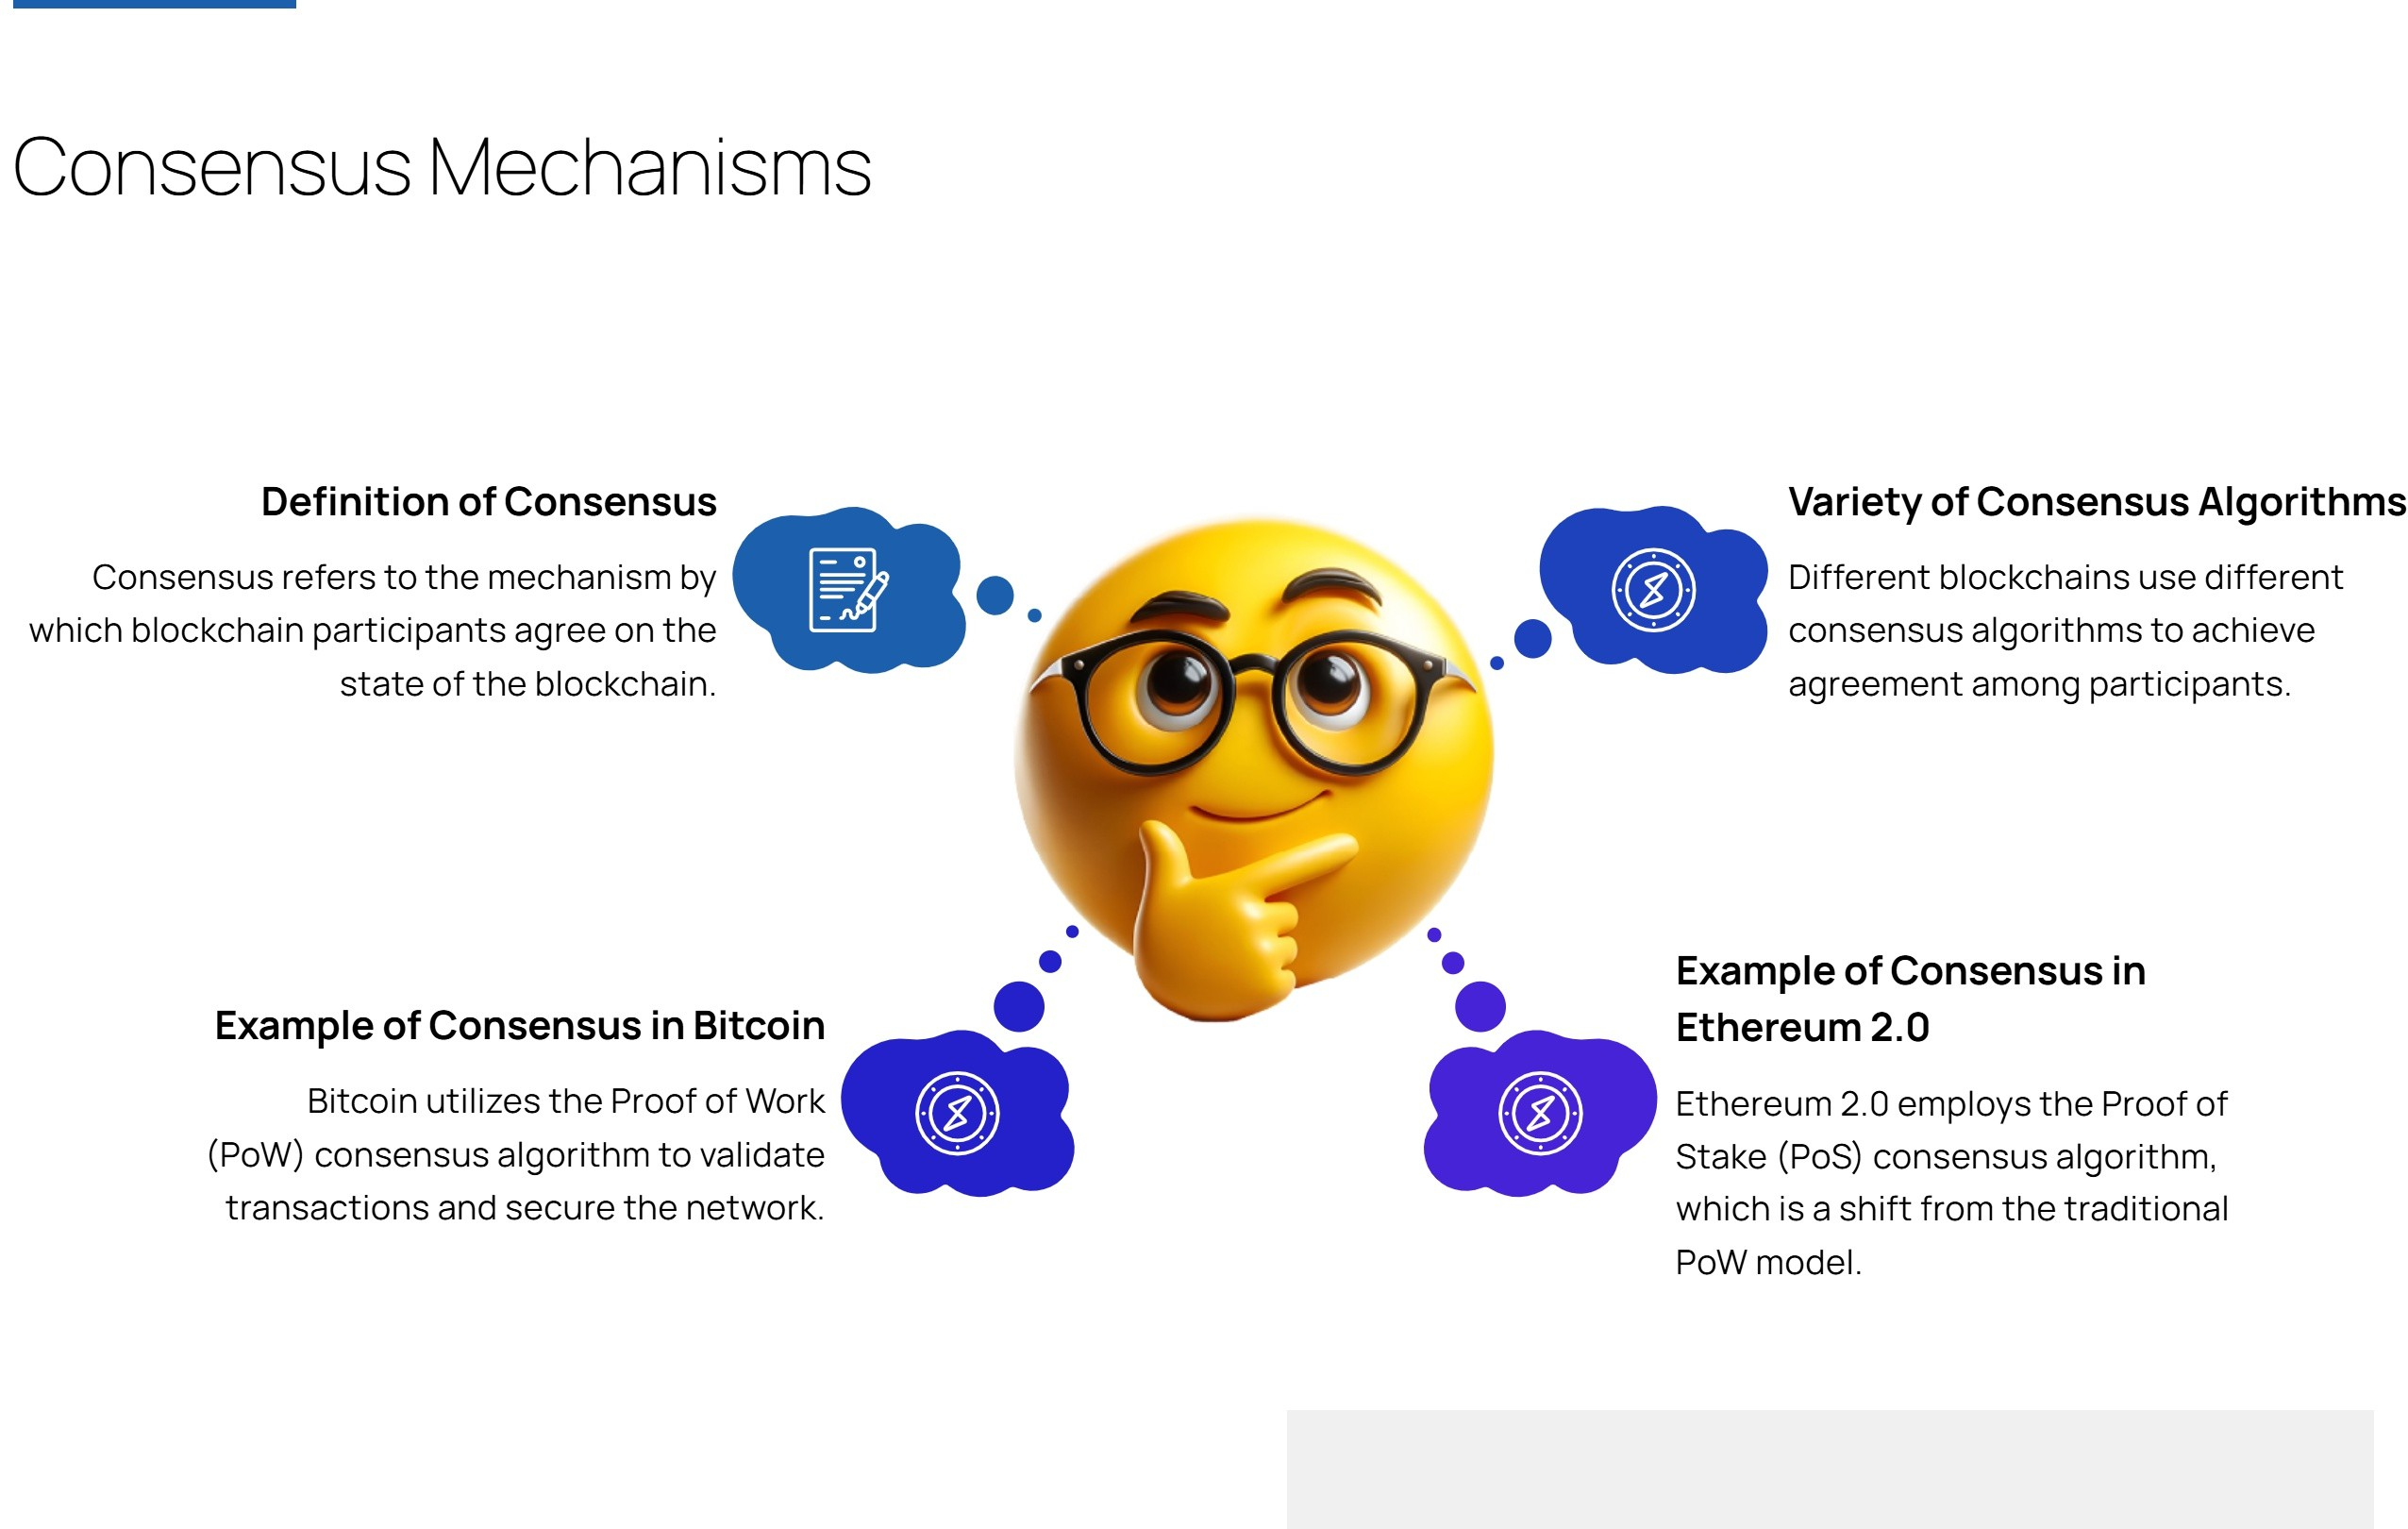 Consensus Mechanisms
Definition of Consensus
Consensus refers to the mechanism by
which blockchain participants agree on the
state of the blockchain.
Variety of Consensus Algorithms
Different blockchains use different
consensus algorithms to achieve
agreement among participants.
Example of Consensus in Bitcoin
Bitcoin utilizes the Proof of Work
(PoW) consensus algorithm to validate
transactions and secure the network.
Example of Consensus in
Ethereum 2.0
Ethereum 2.0 employs the Proof of
Stake (PoS) consensus algorithm,
which is a shift from the traditional
PoW model.